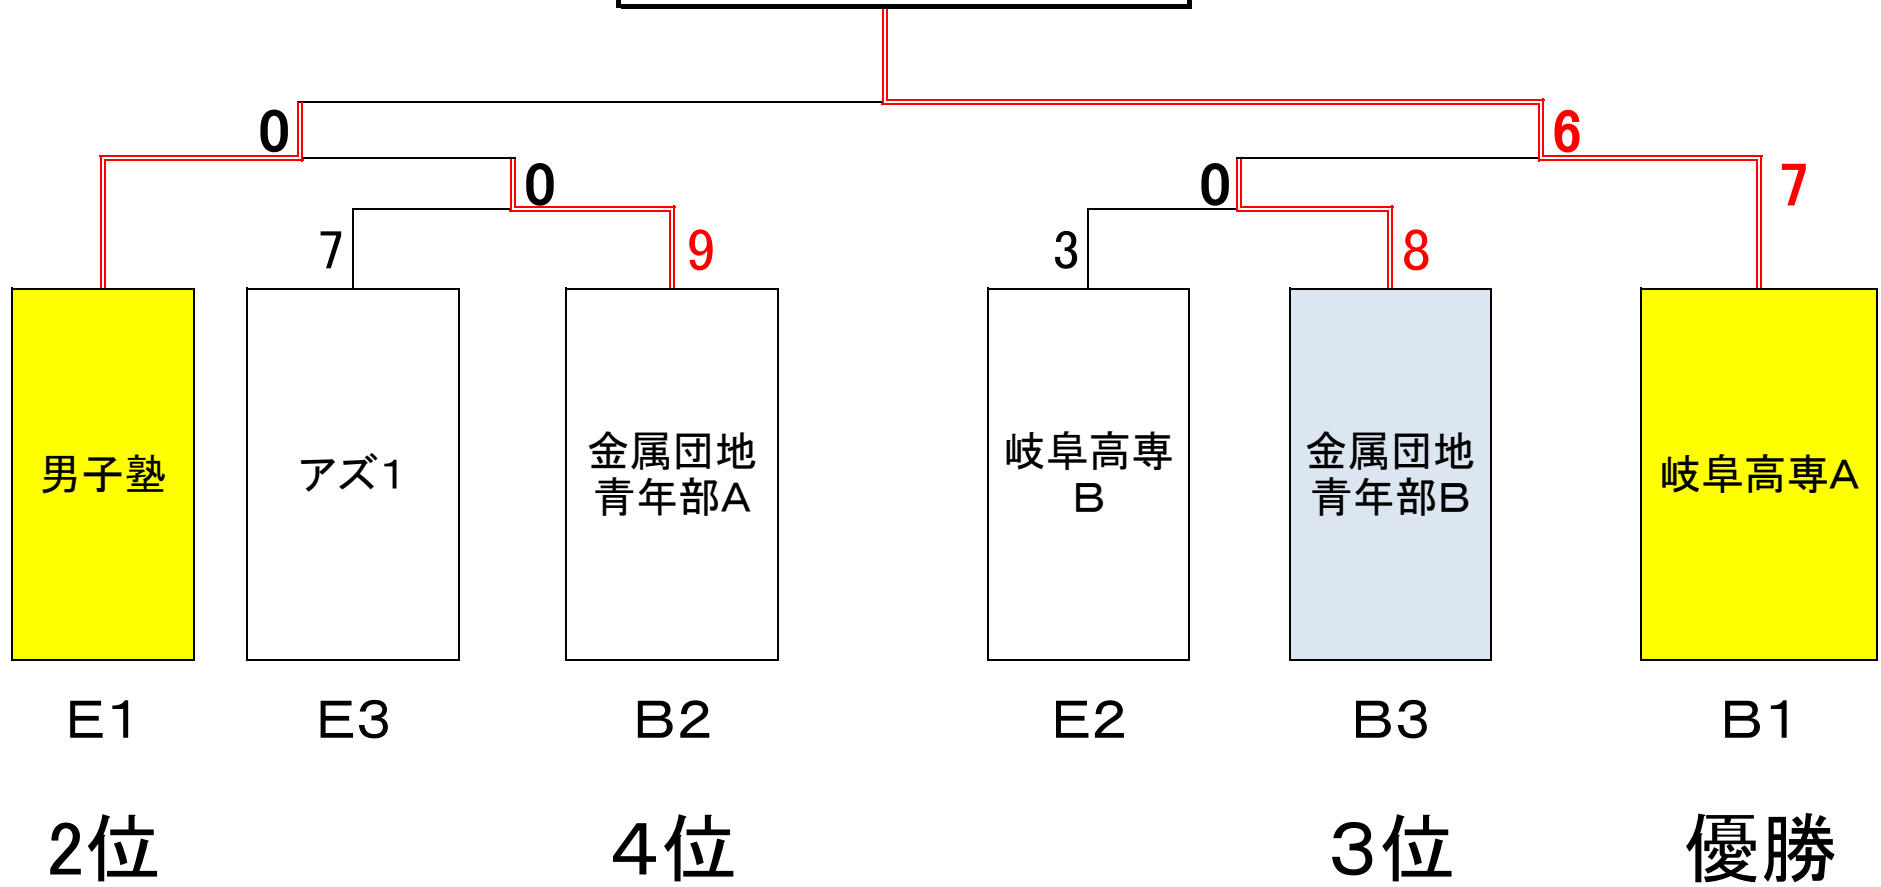 0
6
0
0
7
7
9
3
8
男子塾
アズ１
金属団地
青年部Ａ
岐阜高専
Ｂ
金属団地
青年部Ｂ
岐阜高専Ａ
Ｅ１
Ｅ３
Ｂ２
Ｅ２
Ｂ３
Ｂ１
2位
４位
３位
優勝